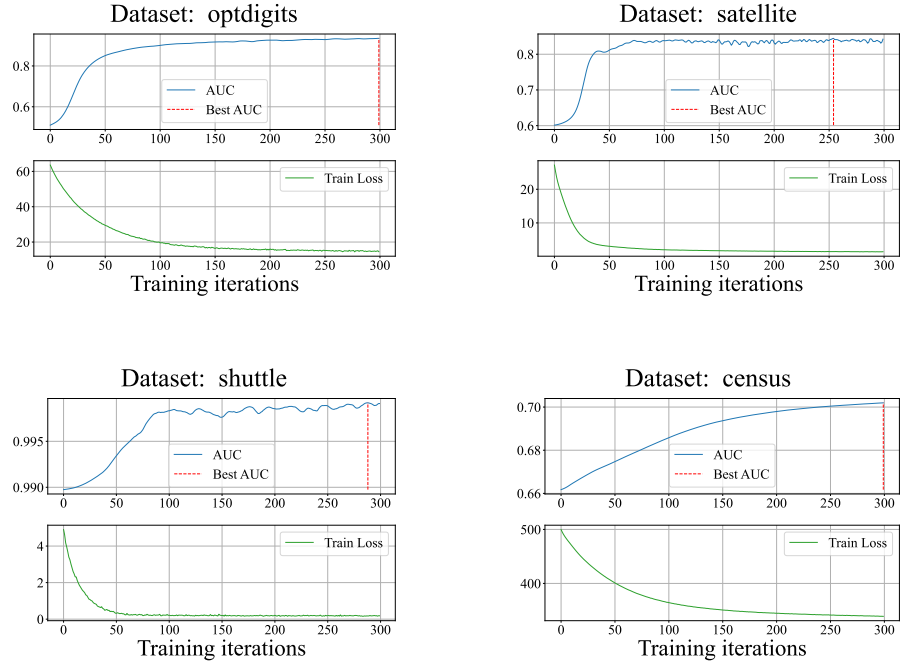 Dataset: optdigits
0.8
0.6
AUC
Best AUC
0 50 100 150 200 250 300
60
40
20
Train Loss
0 50 100 150 200 250 300
Training iterations
Dataset: satellite
0.8
0.7
0.6
AUC
Best AUC
0 50 100 150 200 250 300
20
10
Train Loss
0 50 100 150 200 250 300
Training iterations
Dataset: shuttle
0.995
0.990
AUC
Best AUC
0 50 100 150 200 250 300
4
2
0
Train Loss
0 50 100 150 200 250 300
Training iterations
Dataset: census
0.70
0.68
0.66
AUC
Best AUC
0 50 100 150 200 250 300
500
400
Train Loss
0 50 100 150 200 250 300
Training iterations